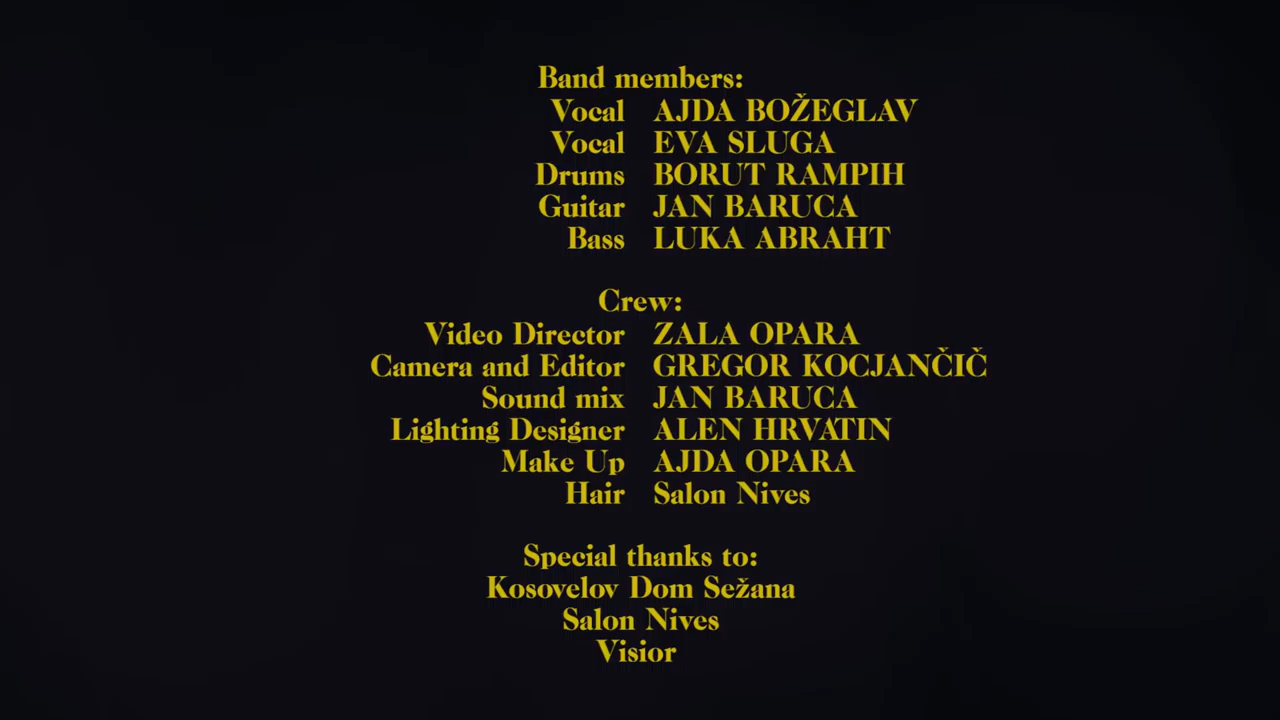 Band members:
Vocal AJDA BOŽEGLAV
Vocal EVA SLUGA
Drums BORUT RAMPIH
Guitar JAN BARUCA
Bass LUKA ABRAHT
Crew:
Video Director ZALA OPARA
Camera and Editor GREGOR KOCJANČIČ
Sound mix JAN BARUCA
Lighting Designer ALEN HRVATIN
Make Up AJDA OPARA
Hair Salon Nives
Special thanks to:
Kosovelov Dom Sežana
Salon Nives
Visior